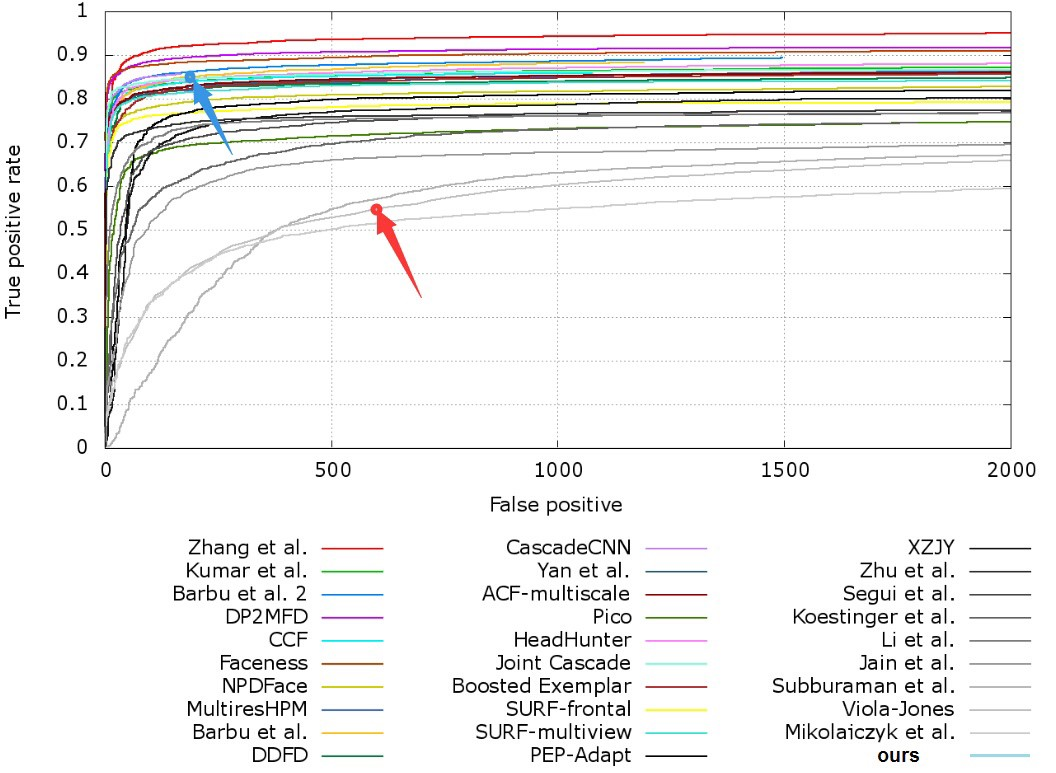 1
0.9
0.8
0.7
0.6
0.5
0.4
0.3
0.2
0.1
0
True positive rate
0 500 1000 1500 2000
False positive
Zhang et al. CascadeCNN XZJY
Kumar et al. Yan et al. Zhu et al.
Barbu et al. 2 ACF-multiscale Segui et al.
DP2MFD Pico Koestinger et al.
CCF HeadHunter Li et al.
Faceness Joint Cascade Jain et al.
NPDFace Boosted Exemplar Subburaman et al.
MultiresHPM SURF-frontal Viola-Jones
Barbu et al. SURF-multiview Mikolajczyk et al.
DDFD PEP-Adapt ours